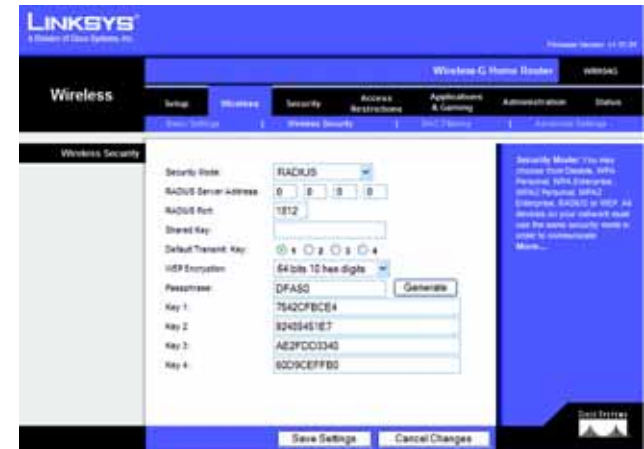 LINKSYS
A Division of Cisco Systems, Inc.
Wireless-G Home Router
Wireless
Setup
Wireless
Security
Access Restrictions
Applications & Gaming
Administration
Status
Basic Settings
Wireless Security
Advanced
Wireless Security
Security Mode:
RADIUS
RADIUS Server Address:
0 . 0 . 0 . 0
RADIUS Port:
1812
Shared Key:
Default Transmit Key:
1 2 3 4
WEP Encryption:
64 bits 10 hex digits
Passphrase:
Generate
Key 1:
7542CFBCE4
Key 2:
Key 3:
AE2FDD3340
Key 4:
60D9CEFFB0
Security Mode: You may
choose from Disable, WPA
Personal, WPA Enterprise,
WPA2 Personal, WPA2
Enterprise, RADIUS or WEP. All
devices on your network must
use the same security mode in
order to communicate.
More...
Cisco Systems
Save Settings
Cancel Changes